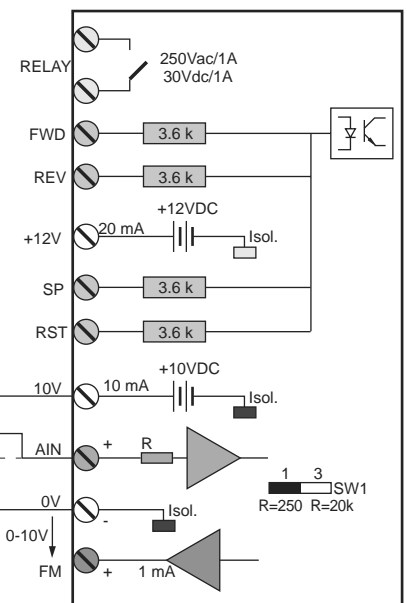 RELAY
250Vac/1A
30Vdc/1A
FWD 3.6 k
REV 3.6 k
+12VDC
+12V 20 mA Isol.
SP 3.6 k
RST 3.6 k
+10VDC
10V 10 mA Isol.
AIN + R
1 3
SW1
R=250 R=20k
0V - Isol.
0-10V
FM + 1 mA